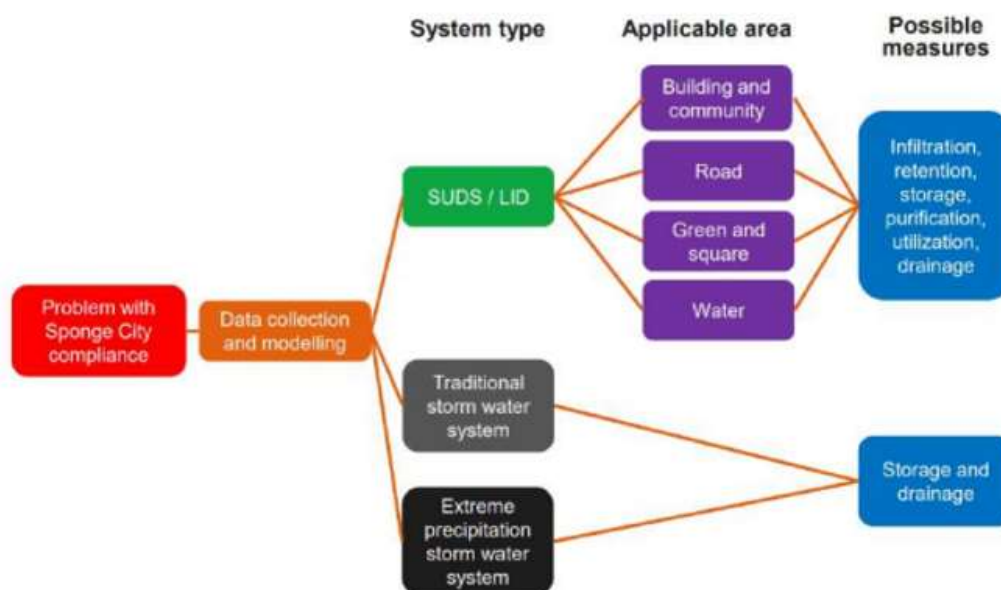 System type
Applicable area
Possible
measures
Building and
community
Road
Green and
square
Water
SUDS / LID
Infiltration,
retention,
storage,
purification,
utilization,
drainage
Problem with
Sponge City
compliance
Data collection
and modelling
Traditional
storm water
system
Extreme
precipitation
storm water
system
Storage and
drainage